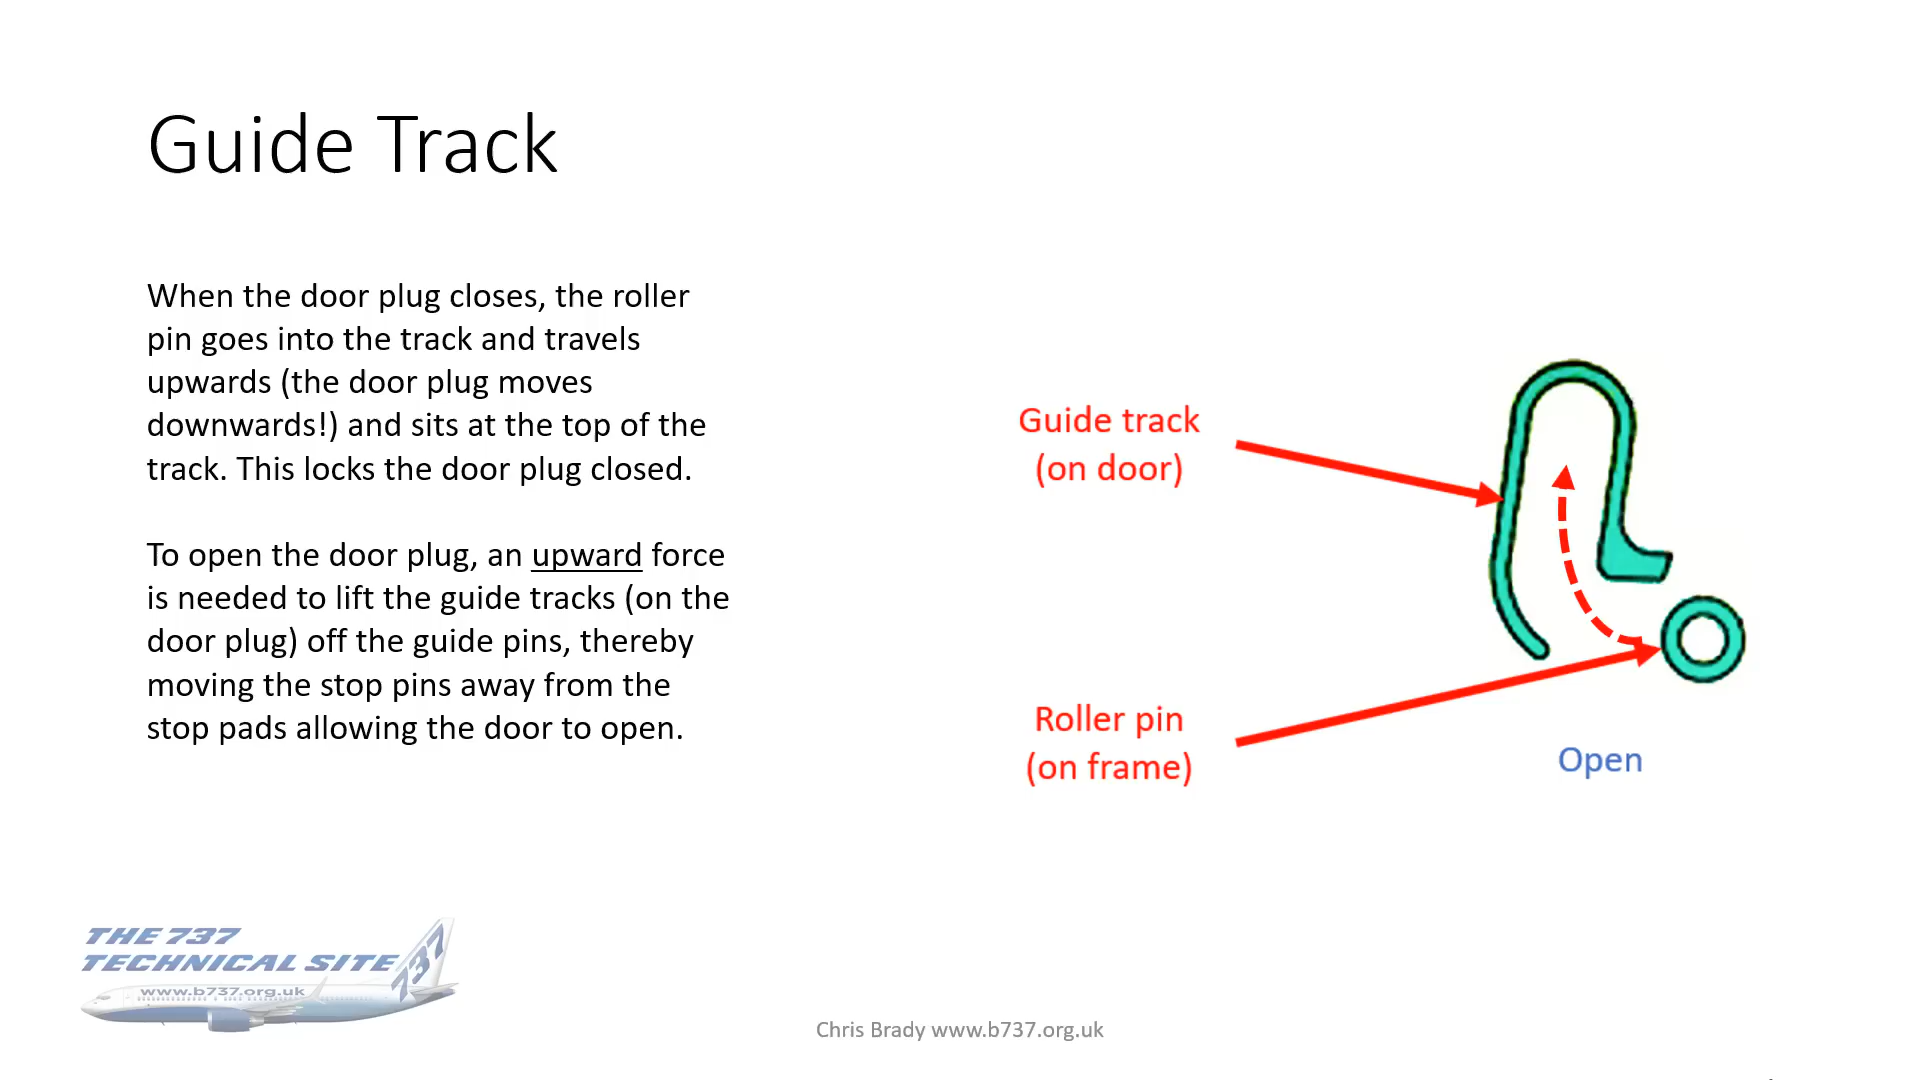 Guide Track
When the door plug closes, the roller
pin goes into the track and travels
upwards (the door plug moves
downwards!) and sits at the top of the
track. This locks the door plug closed.
To open the door plug, an upward force
is needed to lift the guide tracks (on the
door plug) off the guide pins, thereby
moving the stop pins away from the
stop pads allowing the door to open.
Guide track
(on door)
Roller pin
(on frame)
Open
THE 737
TECHNICAL SITE
737
www.b737.org.uk
Chris Brady www.b737.org.uk